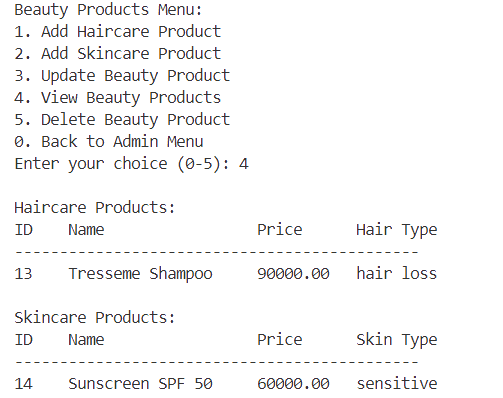 Beauty Products Menu:
1. Add Haircare Product
2. Add Skincare Product
3. Update Beauty Product
4. View Beauty Products
5. Delete Beauty Product
0. Back to Admin Menu
Enter your choice (0-5): 4
Haircare Products:
ID    Name                 Price      Hair Type
---------------------------------------------
13    Tresseme Shampoo     90000.00   hair loss
Skincare Products:
ID    Name                 Price      Skin Type
---------------------------------------------
14    Sunscreen SPF 50     60000.00   sensitive